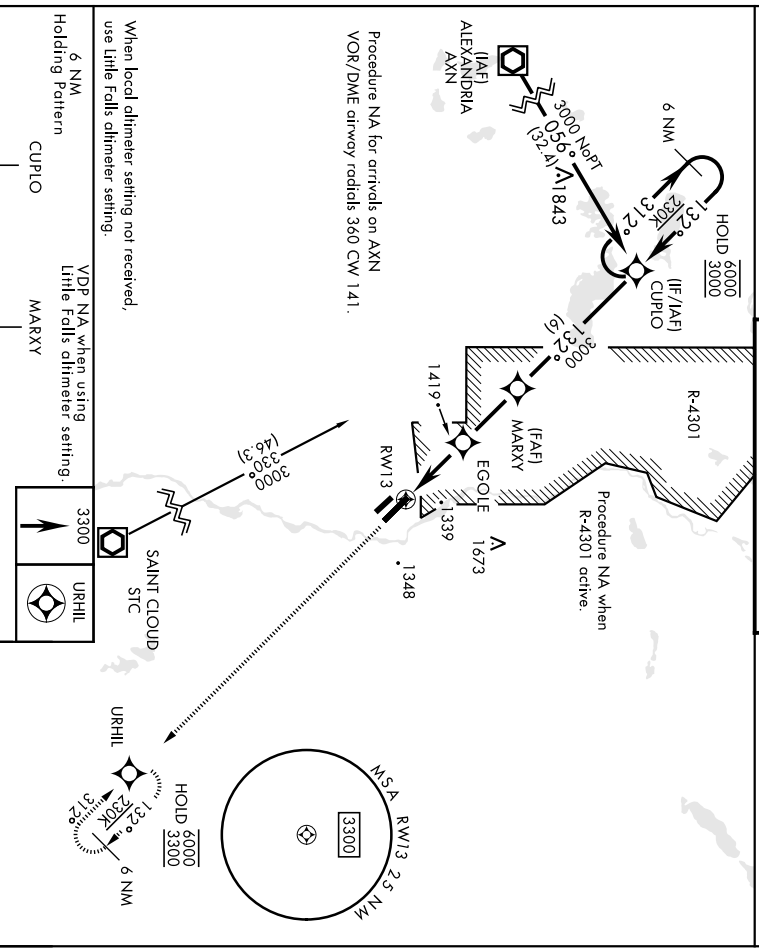 Procedure NA for arrivals on AXN
VOR/DME airway radials 360 CW 141.
(IAF)
ALEXANDRIA
AXN
3000 NoPT
056°
(32.4)
1843
6 NM
312°
230K
132°
HOLD 6000
3000
(IF/IAF)
CUPLO
3000
132°
(6)
R-4301
(FAF)
MARXY
1419
EGOLE
RW13
1339
1673
1348
Procedure NA when
R-4301 active.
3000
330°
(46.3)
SAINT CLOUD
STC
MSA RW13 25 NM
3300
HOLD 6000
3300
URHIL
132°
230K
312°
6 NM
When local altimeter setting not received,
use Little Falls altimeter setting.
6 NM
Holding Pattern
CUPLO
MARXY
VDP NA when using
Little Falls altimeter setting.
3300
URHIL